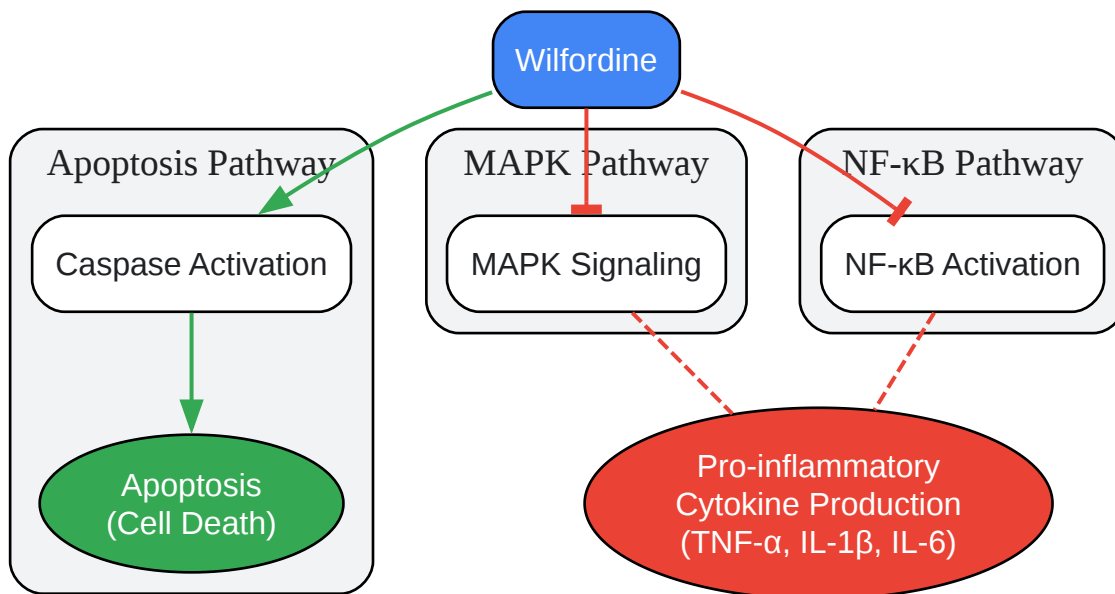 Wilfordine
Apoptosis Pathway
MAPK Pathway
NF-κB Pathway
Caspase Activation
MAPK Signaling
NF-κB Activation
Apoptosis
(Cell Death)
Pro-inflammatory
Cytokine Production
(TNF-α, IL-1β, IL-6)